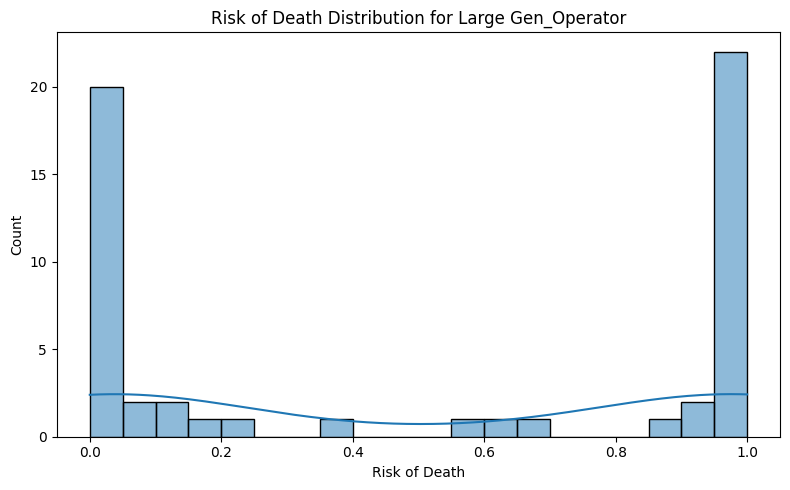 Risk of Death Distribution for Large Gen_Operator
Count
20
15
10
5
0
0.0 0.2 0.4 0.6 0.8 1.0
Risk of Death